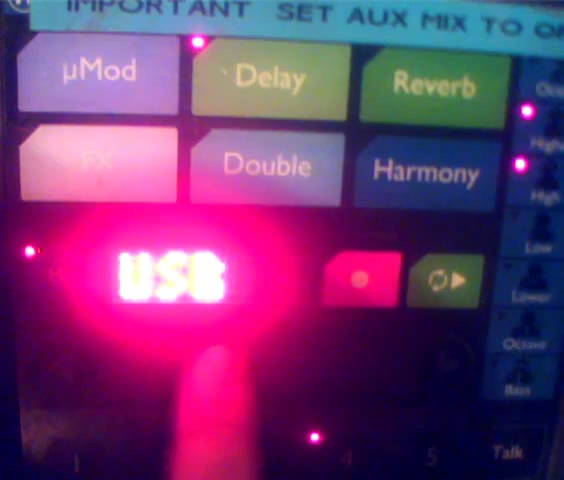 IMPORTANT SET AUX MIX TO
µMod
Delay
Reverb
FX
Double
Harmony
High
USB
Low
Lower
Octave
Bass
1
4
5
Talk